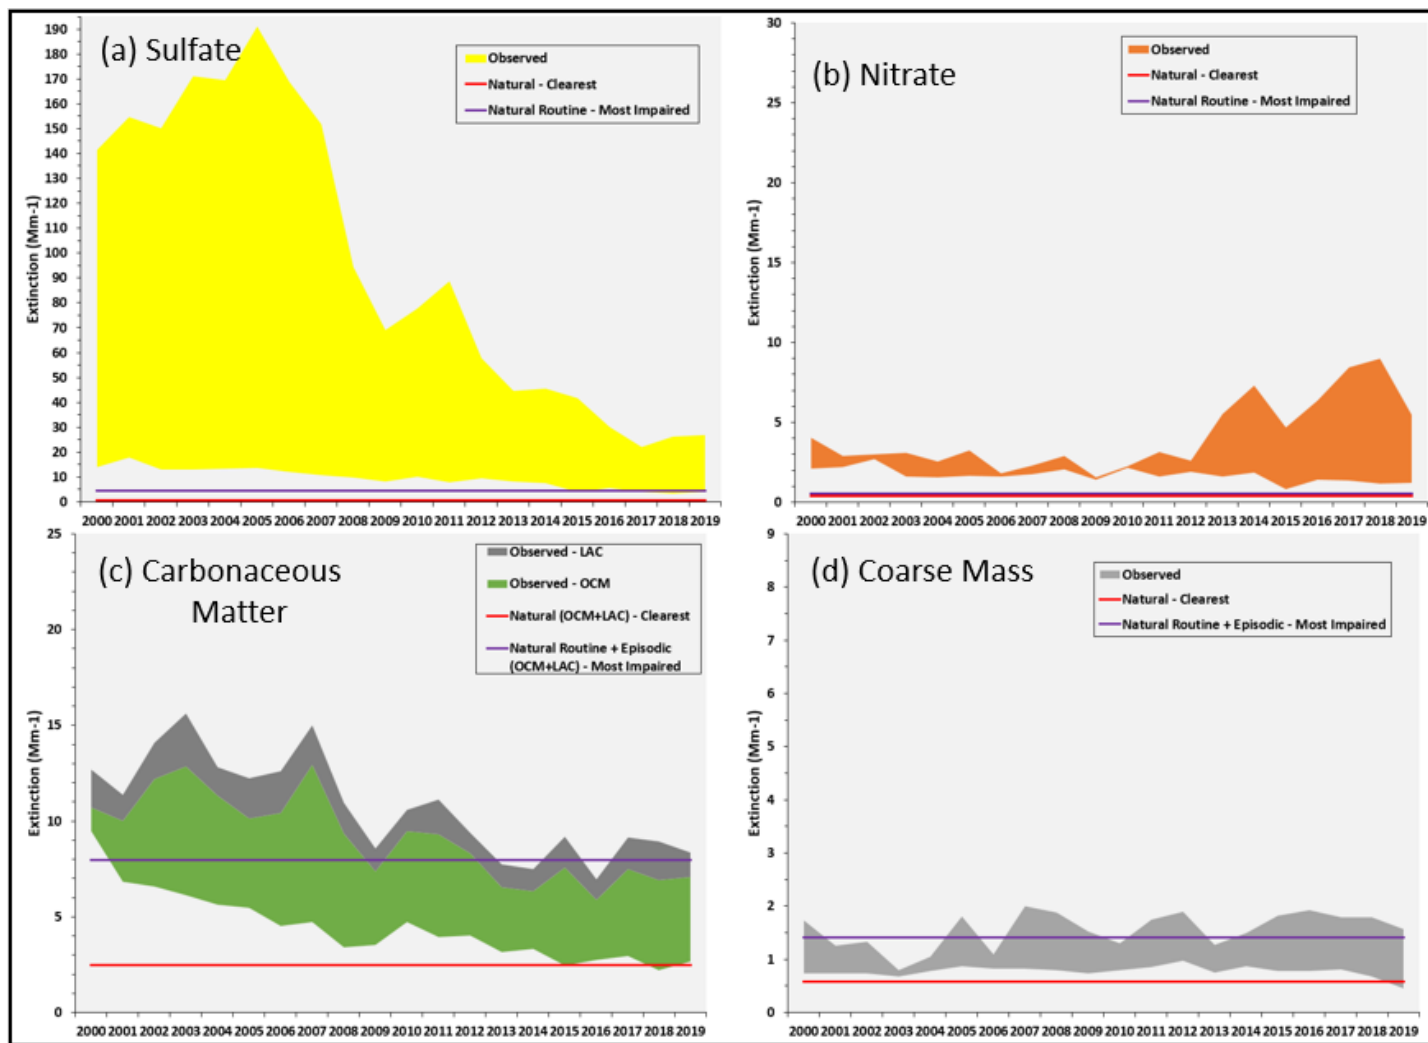 (a) Sulfate
Observed
Natural - Clearest
Natural Routine - Most Impaired
Extinction (Mm-1)
190
180
170
160
150
140
130
120
110
100
90
80
70
60
50
40
30
20
10
0
2000 2001 2002 2003 2004 2005 2006 2007 2008 2009 2010 2011 2012 2013 2014 2015 2016 2017 2018 2019
(b) Nitrate
Observed
Natural - Clearest
Natural Routine - Most Impaired
Extinction (Mm-1)
30
25
20
15
10
5
0
2000 2001 2002 2003 2004 2005 2006 2007 2008 2009 2010 2011 2012 2013 2014 2015 2016 2017 2018 2019
(c) Carbonaceous
Matter
Observed - LAC
Observed - OCM
Natural (OCM+LAC) - Clearest
Natural Routine + Episodic
(OCM+LAC) - Most Impaired
Extinction (Mm-1)
25
20
15
10
5
0
2000 2001 2002 2003 2004 2005 2006 2007 2008 2009 2010 2011 2012 2013 2014 2015 2016 2017 2018 2019
(d) Coarse Mass
Observed
Natural - Clearest
Natural Routine + Episodic - Most Impaired
Extinction (Mm-1)
9
8
7
6
5
4
3
2
1
0
2000 2001 2002 2003 2004 2005 2006 2007 2008 2009 2010 2011 2012 2013 2014 2015 2016 2017 2018 2019